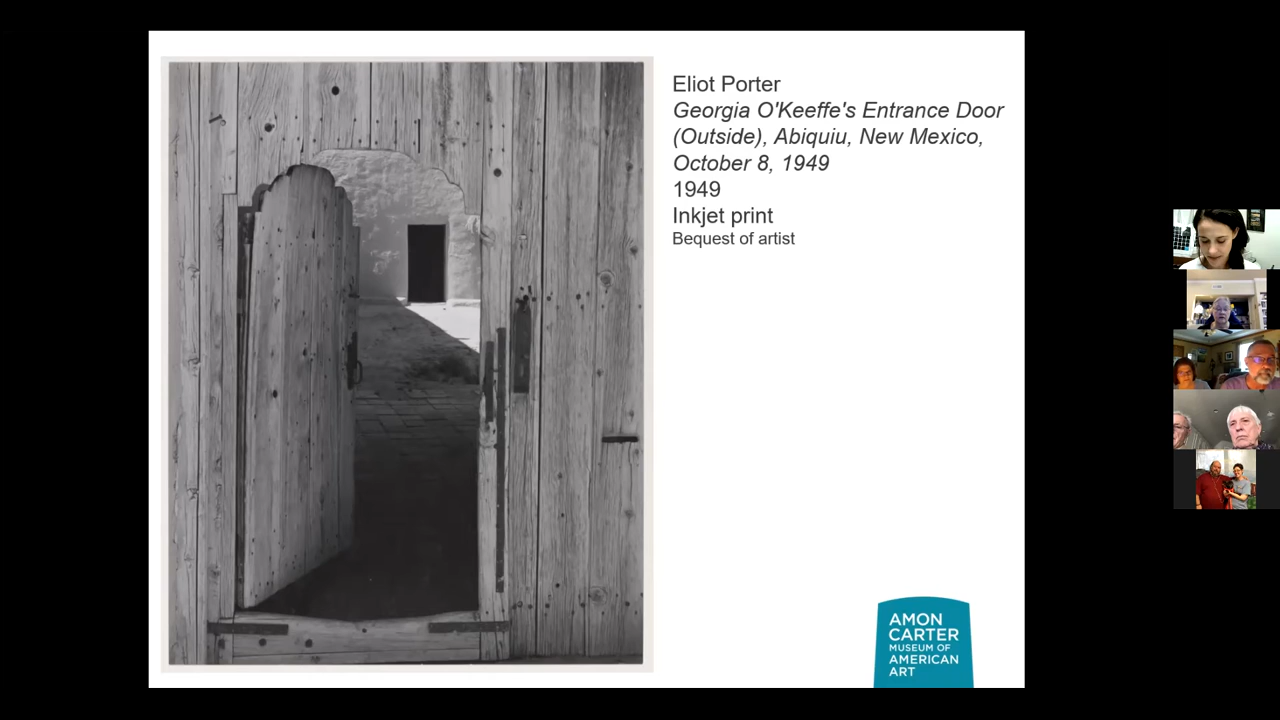 Eliot Porter
Georgia O'Keeffe's Entrance Door
(Outside), Abiquiu, New Mexico,
October 8, 1949
1949
Inkjet print
Bequest of artist
AMON
CARTER
MUSEUM OF
AMERICAN
ART